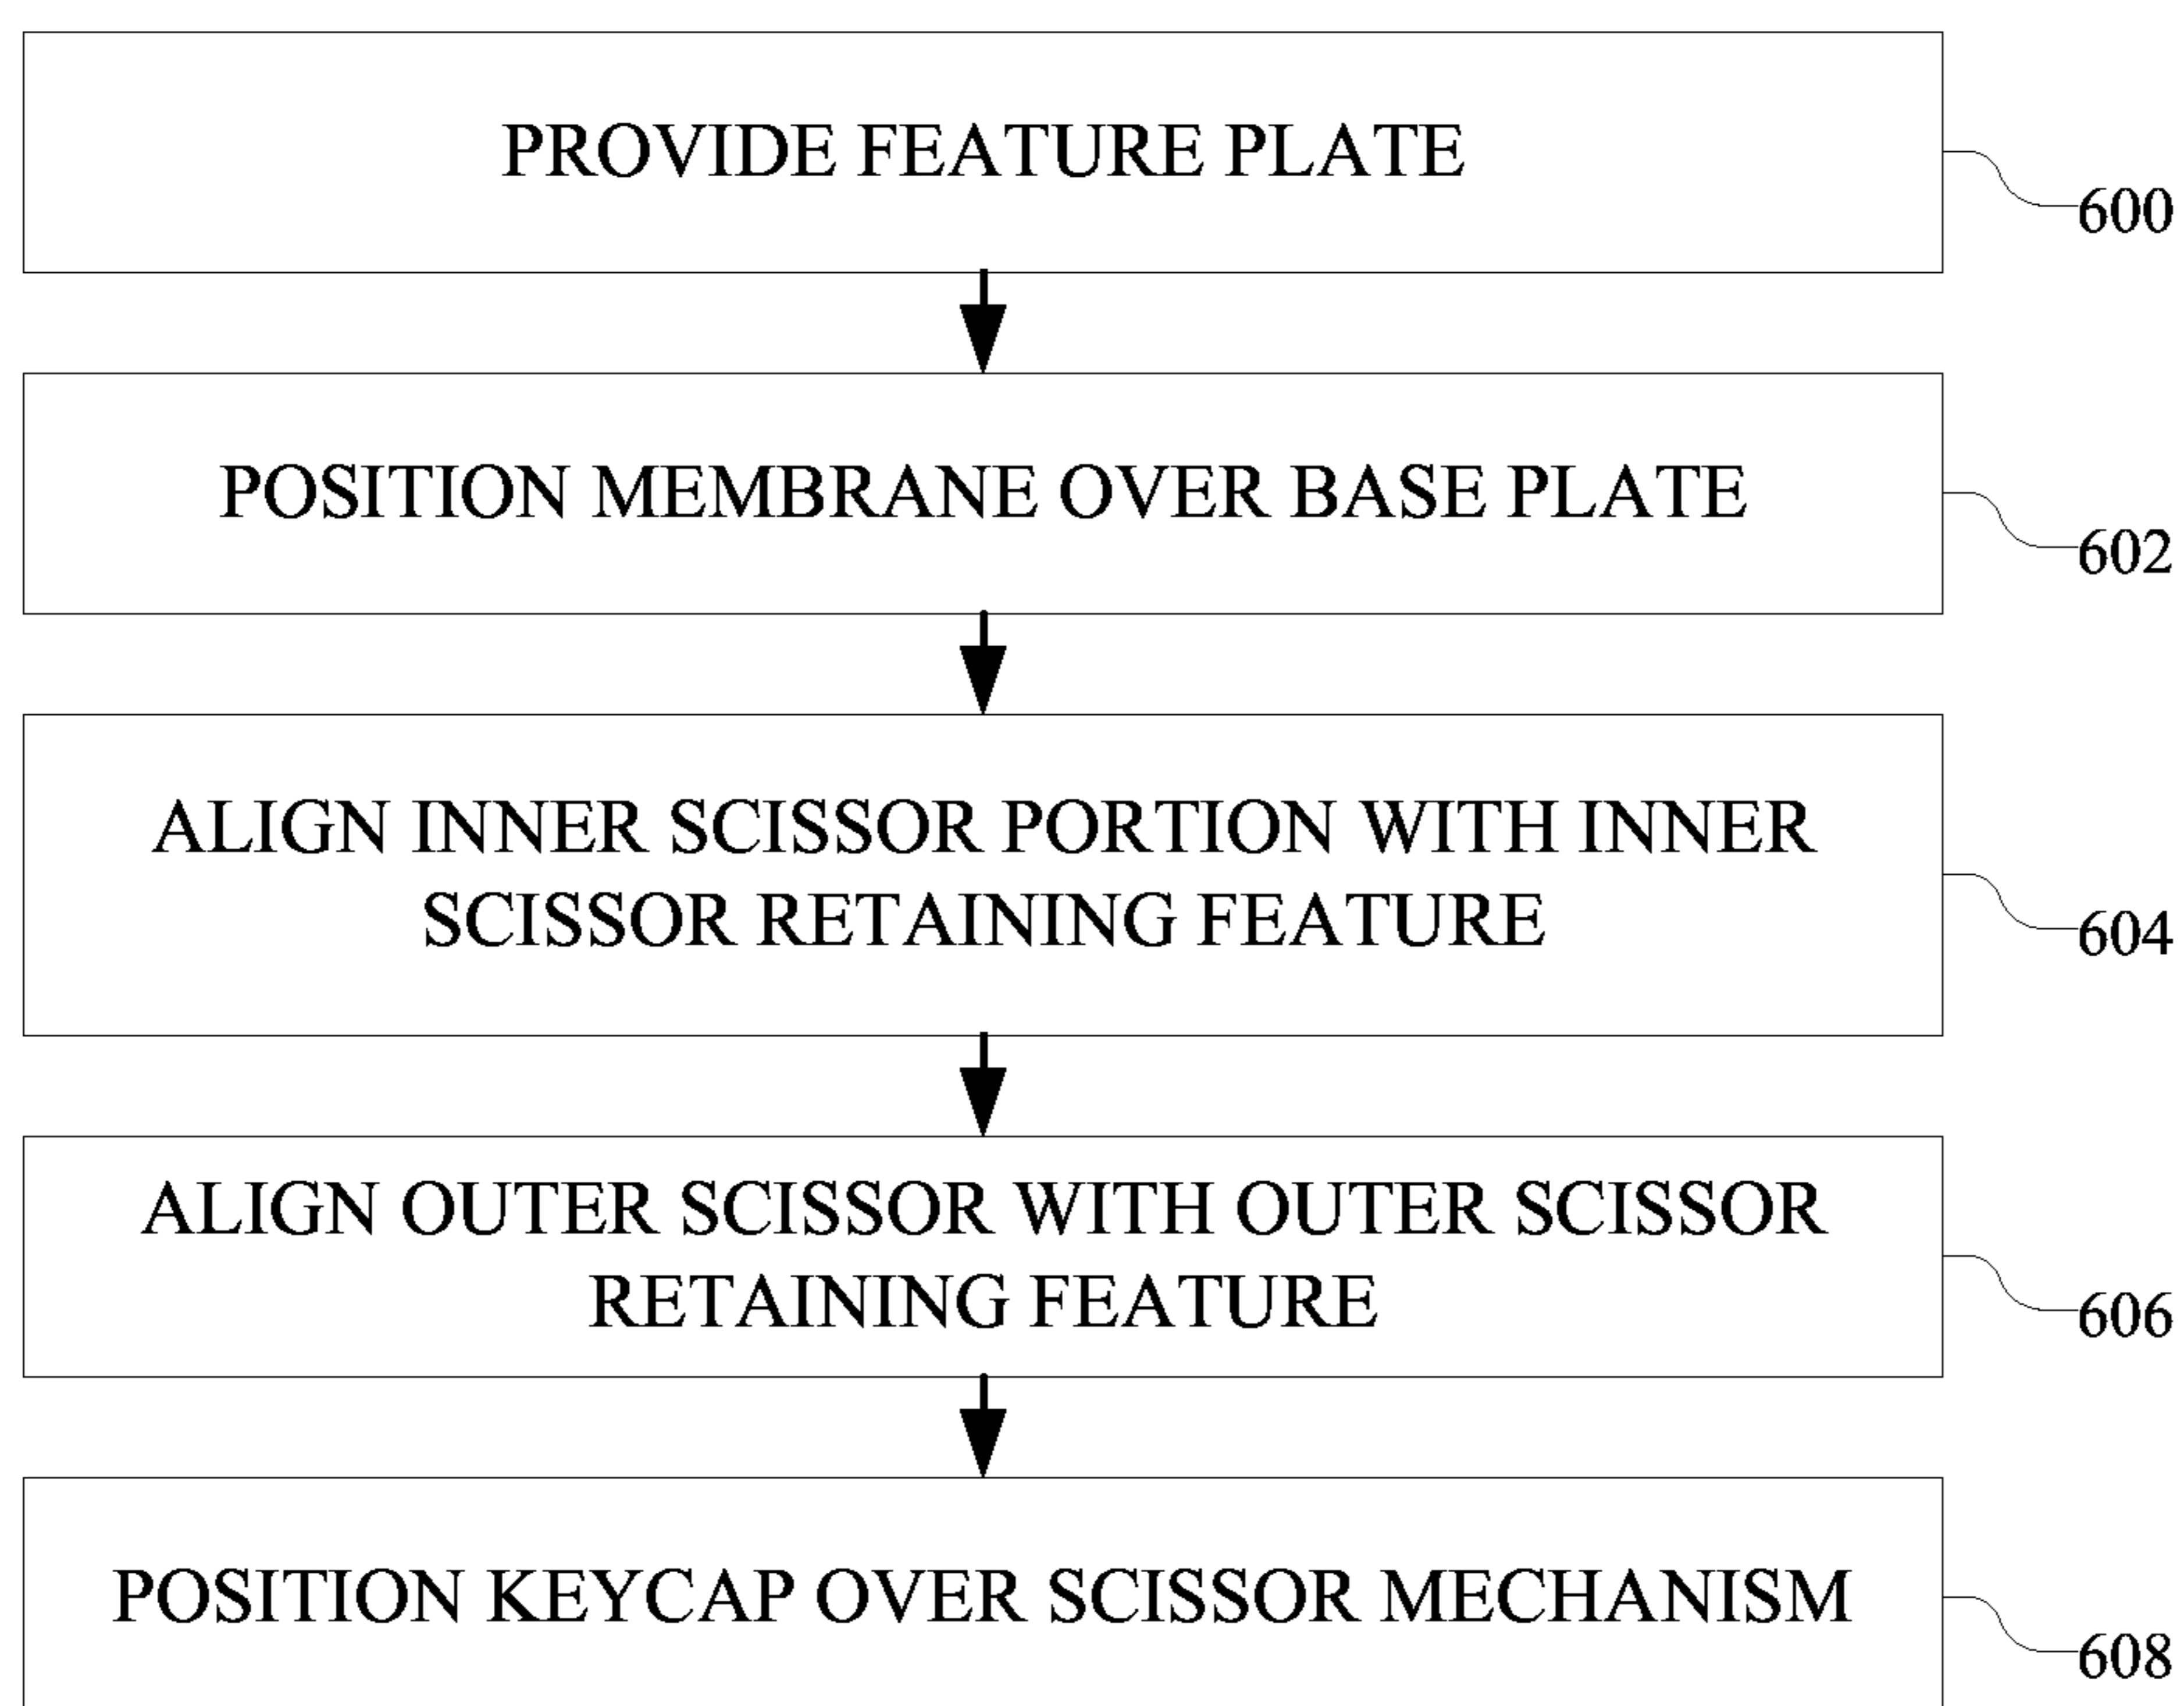 PROVIDE FEATURE PLATE
600
POSITION MEMBRANE OVER BASE PLATE
602
ALIGN INNER SCISSOR PORTION WITH INNER
SCISSOR RETAINING FEATURE
604
ALIGN OUTER SCISSOR WITH OUTER SCISSOR
RETAINING FEATURE
606
POSITION KEYCAP OVER SCISSOR MECHANISM
608